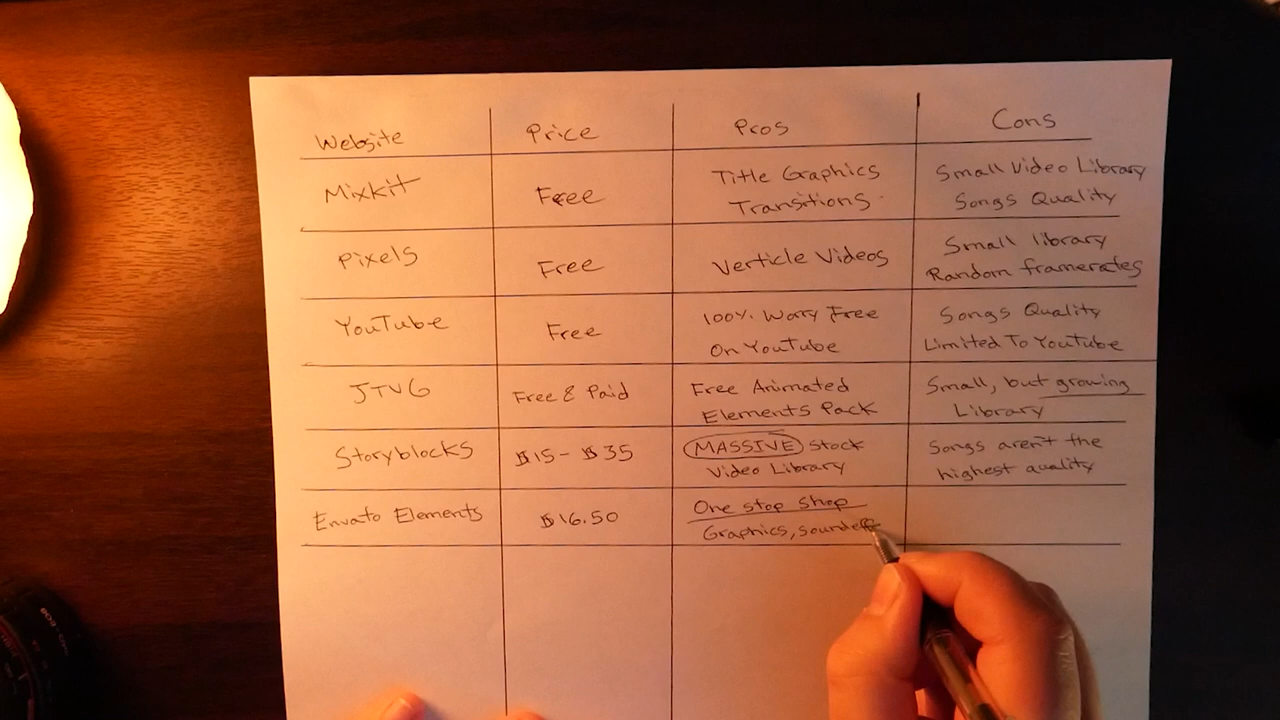 Website Price Pros Cons
Mixkit Free Title Graphics Small Video Library
Transitions Songs Quality
Pixels Free Verticle Videos Small library
Random framerates
YouTube Free 100% Worry Free Songs Quality
On YouTube Limited To Youtube
JTVG Free & Paid Free Animated Small, but growing
Elements Pack Library
Storyblocks $15 - $35 MASSIVE Stock Songs aren't the
Video Library highest quality
Envato Elements $16.50 One stop shop
Graphics, soundeff